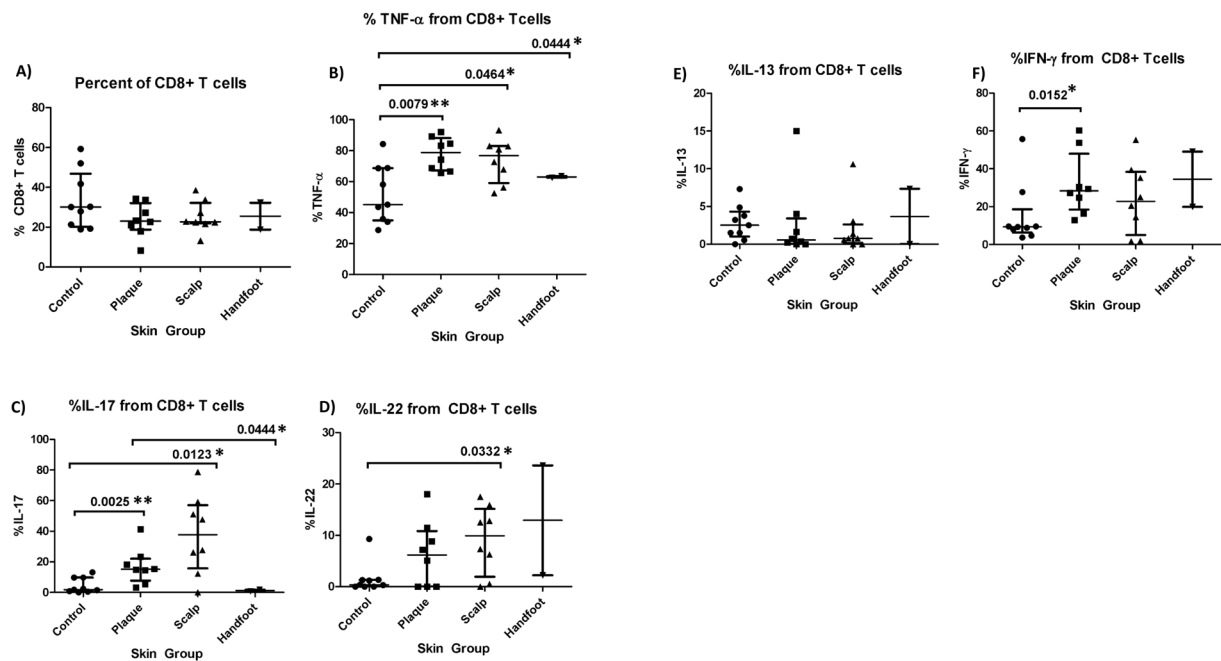 A)
Percent of CD8+ T cells
% CD8+ T cells
80
60
40
20
0
Control
Plaque
Scalp
Handfoot
Skin Group
% TNF-α from CD8+ Tcells
B)
0.0444 *
0.0464 *
0.0079 **
% TNF-α
100
80
60
40
20
0
Control
Plaque
Scalp
Handfoot
Skin Group
E)
%IL-13 from CD8+ T cells
%IL-13
20
15
10
5
0
Control
Plaque
Scalp
Handfoot
Skin Group
F)
%IFN-γ from CD8+ Tcells
0.0152 *
%IFN-γ
80
60
40
20
0
Control
Plaque
Scalp
Handfoot
Skin Group
C)
%IL-17 from CD8+ T cells
0.0444 *
0.0123 *
0.0025 **
%IL-17
100
80
60
40
20
0
Control
Plaque
Scalp
Handfoot
Skin Group
D)
%IL-22 from CD8+ T cells
0.0332 *
%IL-22
30
20
10
0
Control
Plaque
Scalp
Handfoot
Skin Group